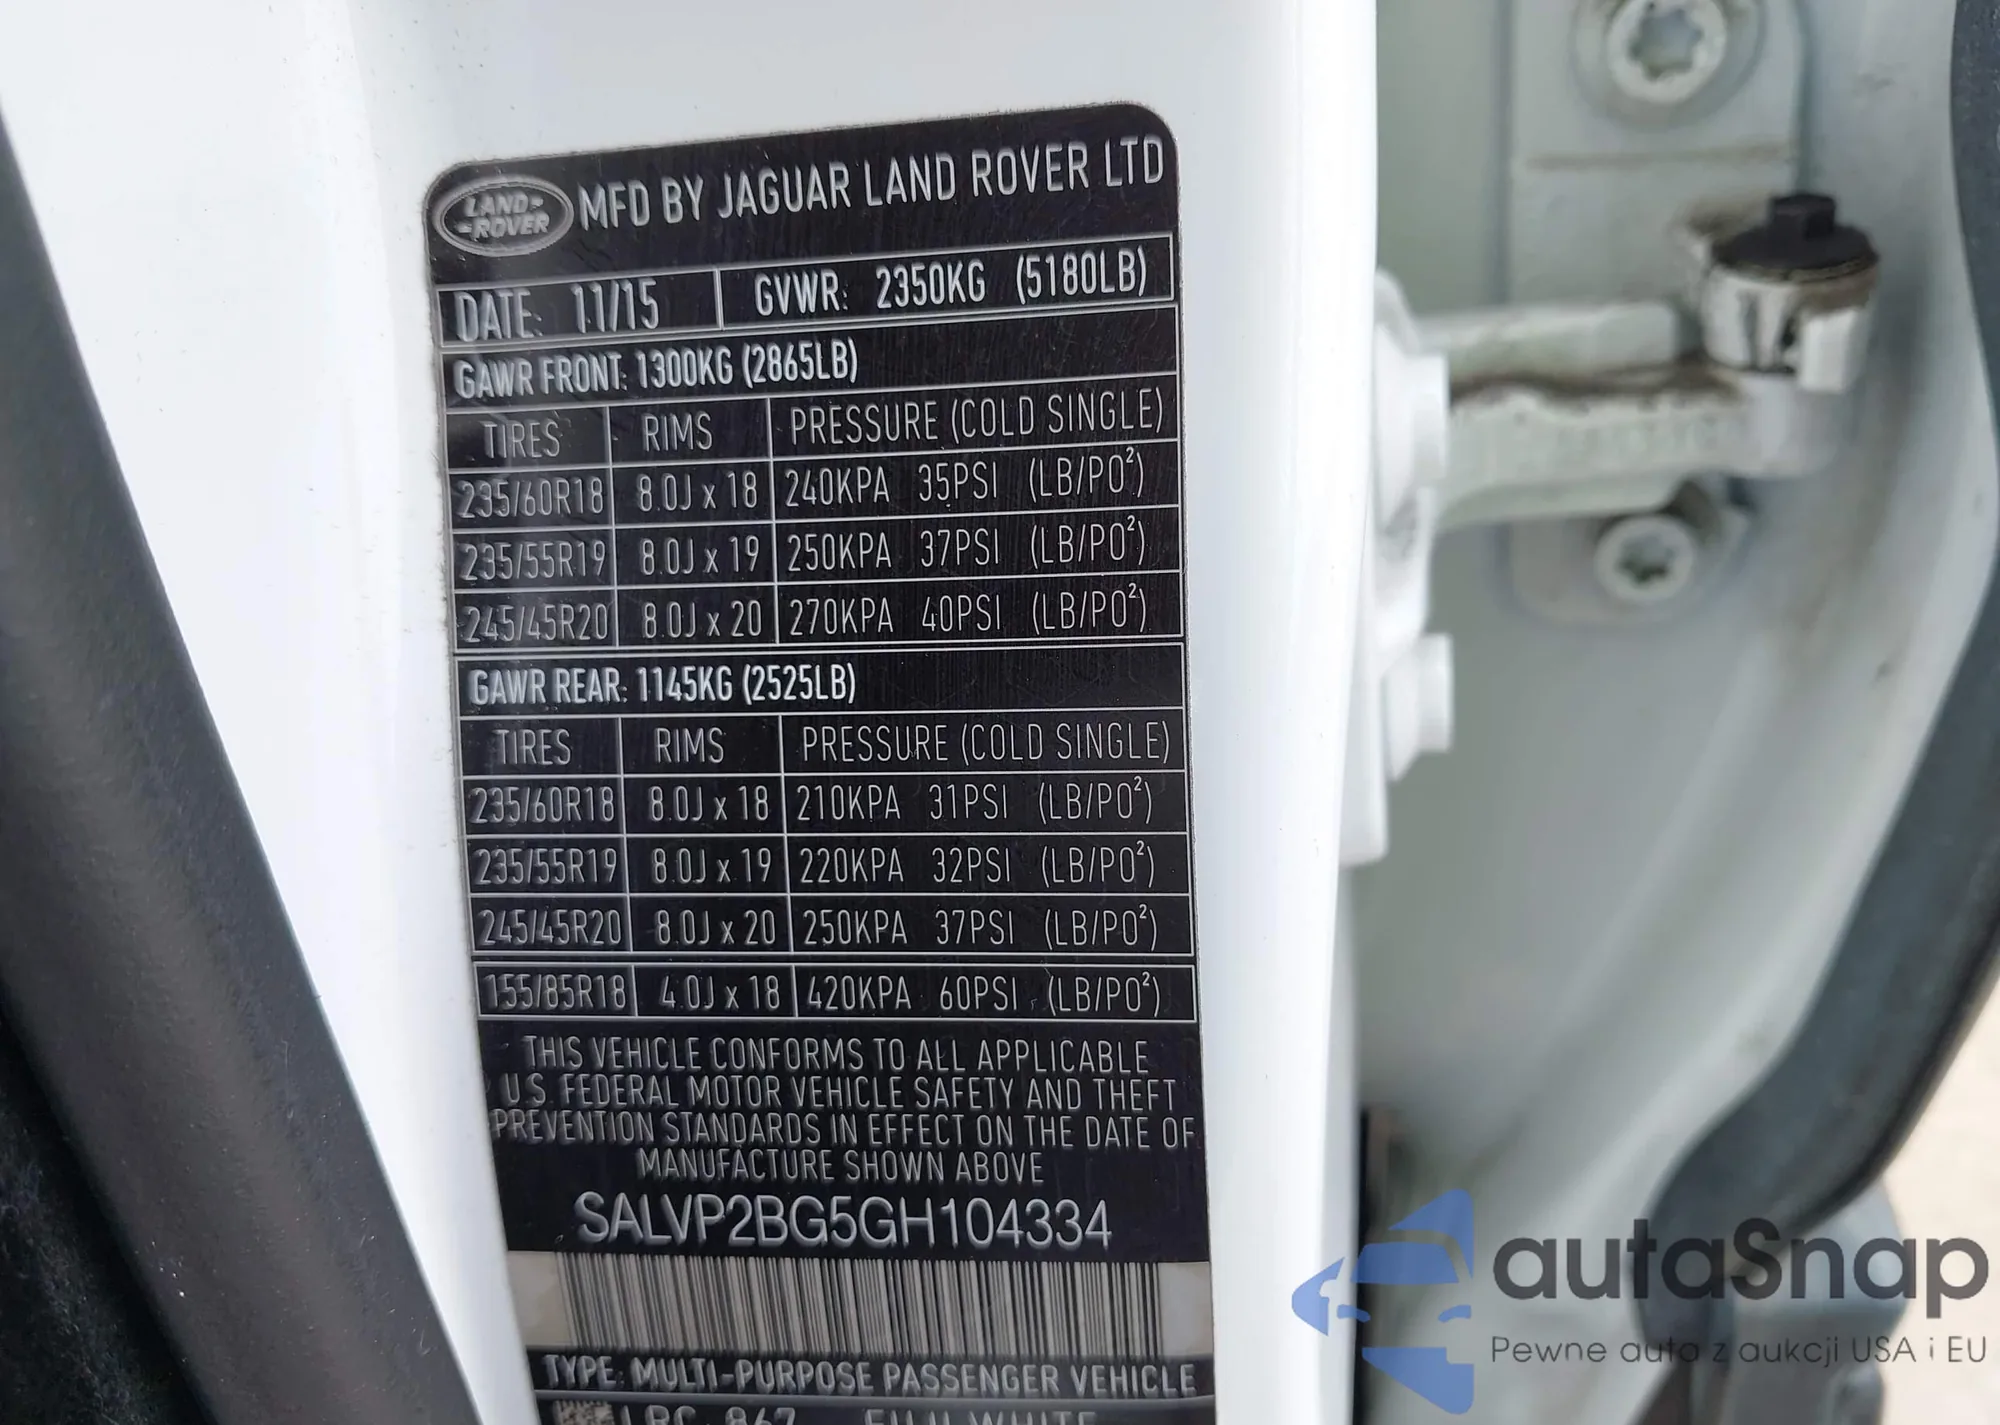 LAND-
-ROVER
MFD BY JAGUAR LAND ROVER LTD
DATE: 11/15 GVWR: 2350KG (5180LB)
GAWR FRONT: 1300KG (2865LB)
TIRES RIMS PRESSURE (COLD SINGLE)
235/60R18 8.0J x 18 240KPA 35PSI (LB/PO²)
235/55R19 8.0J x 19 250KPA 37PSI (LB/PO²)
245/45R20 8.0J x 20 270KPA 40PSI (LB/PO²)
GAWR REAR: 1145KG (2525LB)
TIRES RIMS PRESSURE (COLD SINGLE)
235/60R18 8.0J x 18 210KPA 31PSI (LB/PO²)
235/55R19 8.0J x 19 220KPA 32PSI (LB/PO²)
245/45R20 8.0J x 20 250KPA 37PSI (LB/PO²)
155/85R18 4.0J x 18 420KPA 60PSI (LB/PO²)
THIS VEHICLE CONFORMS TO ALL APPLICABLE
U.S. FEDERAL MOTOR VEHICLE SAFETY AND THEFT
PREVENTION STANDARDS IN EFFECT ON THE DATE OF
MANUFACTURE SHOWN ABOVE
SALVP2BG5GH104334
TYPE: MULTI-PURPOSE PASSENGER VEHICLE
LRC 867 FUJI WHITE
autaSnap
Pewne auta z aukcji USA i EU